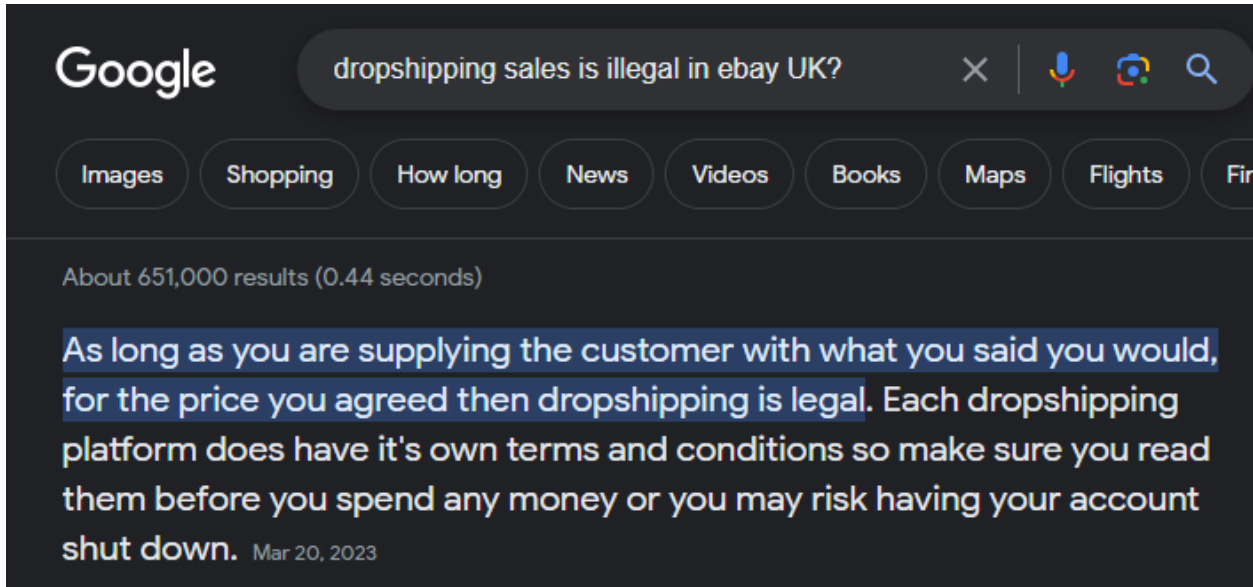 Google
dropshipping sales is illegal in ebay UK?
Images Shopping How long News Videos Books Maps Flights
About 651,000 results (0.44 seconds)
As long as you are supplying the customer with what you said you would,
for the price you agreed then dropshipping is legal. Each dropshipping
platform does have it's own terms and conditions so make sure you read
them before you spend any money or you may risk having your account
shut down. Mar 20, 2023